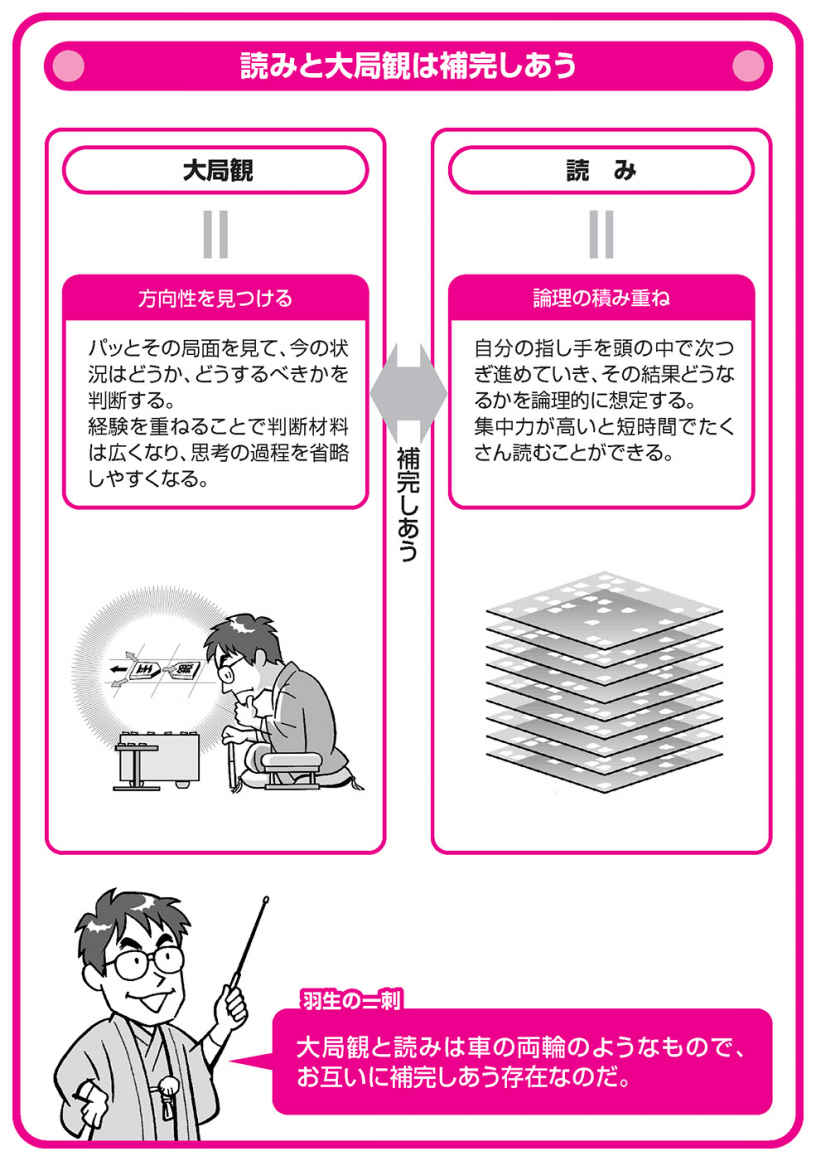 読みと大局観は補完しあう
大局観
方向性を見つける
パッとその局面を見て、今の状
況はどうか、どうするべきかを
判断する。
経験を重ねることで判断材料
は広くなり、思考の過程を省略
しやすくなる。
補完しあう
読み
論理の積み重ね
自分の指し手を頭の中で次つ
ぎ進めていき、その結果どうな
るかを論理的に想定する。
集中力が高いと短時間でたく
さん読むことができる。
羽生の一刺
大局観と読みは車の両輪のようなもので、
お互いに補完しあう存在なのだ。